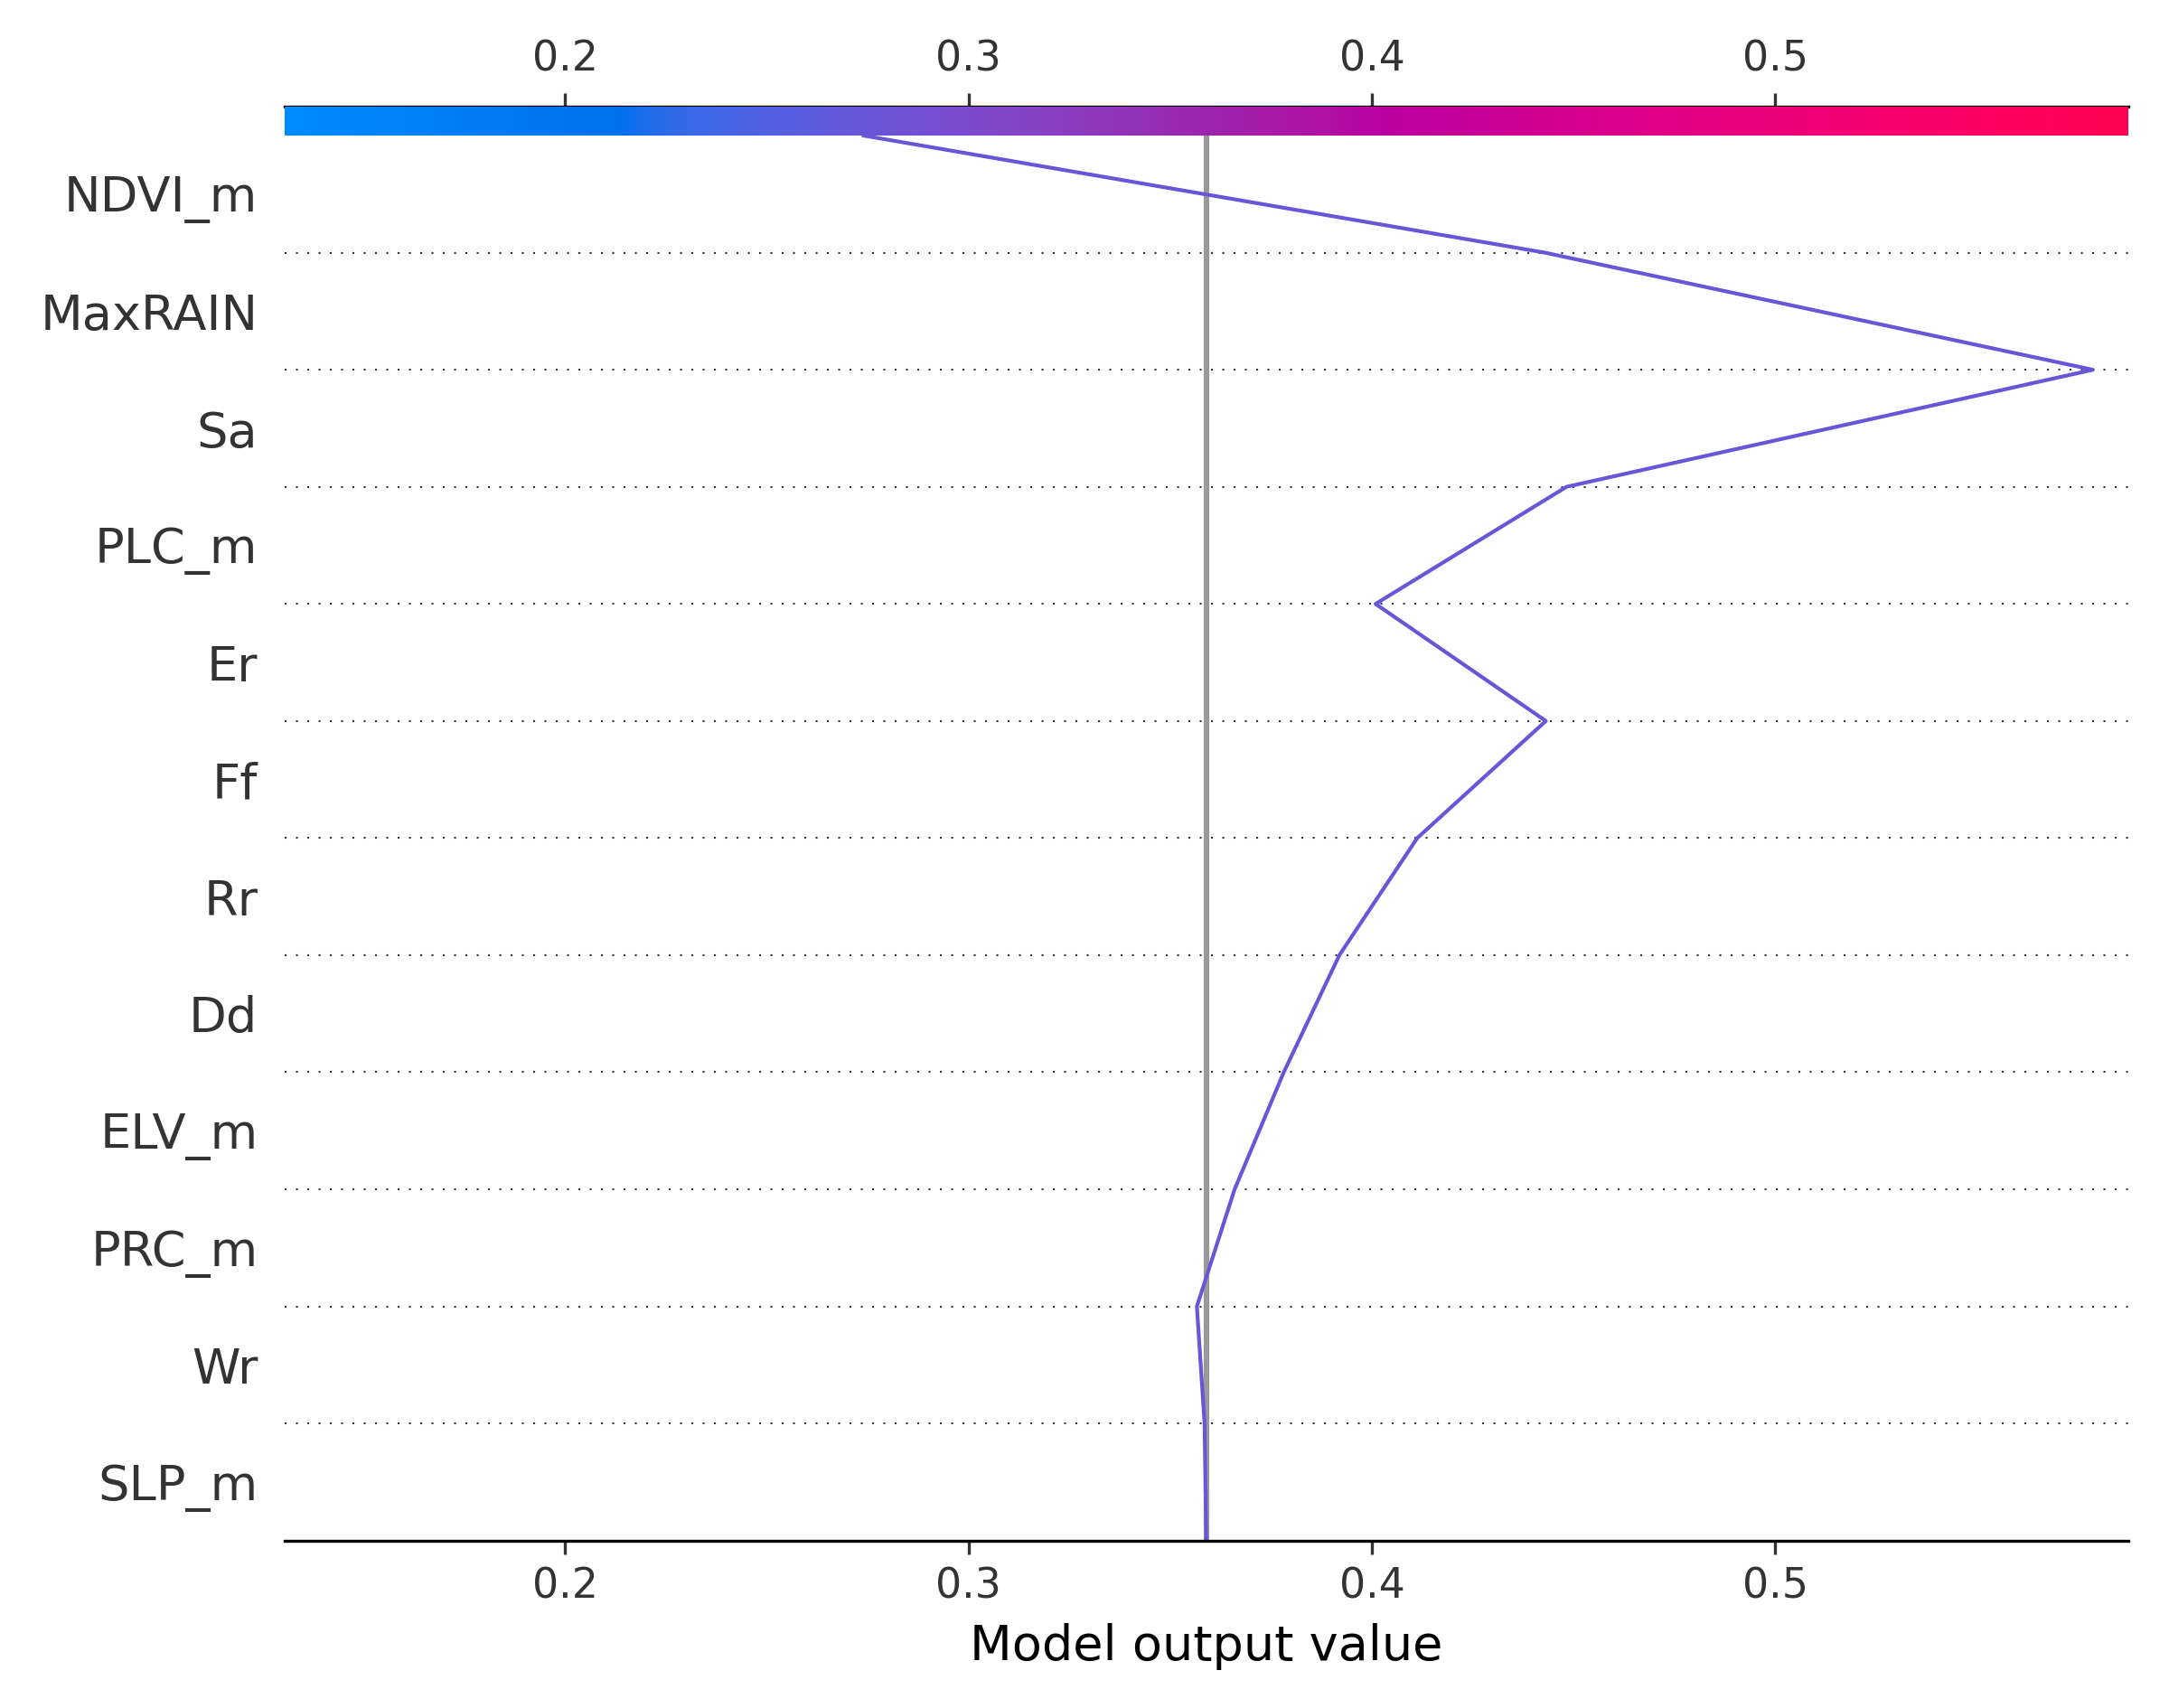 0.2 0.3 0.4 0.5
NDVI_m
MaxRAIN
Sa
PLC_m
Er
Ff
Rr
Dd
ELV_m
PRC_m
Wr
SLP_m
0.2 0.3 0.4 0.5
Model output value